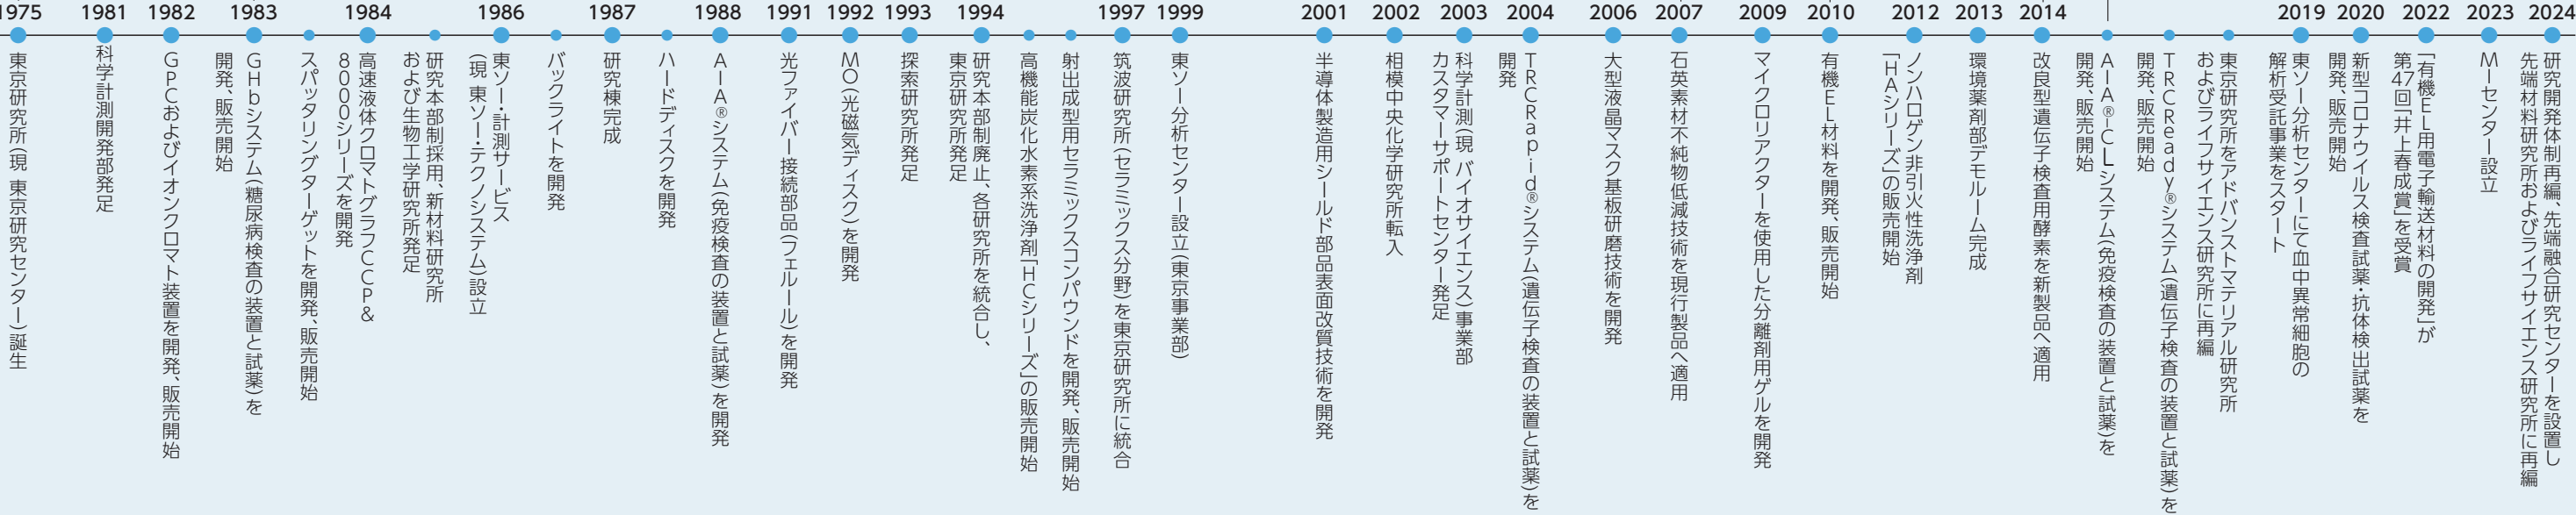 1975
東京研究所(現 東京研究センター)誕生
1981
科学計測開発部発足
1982
GPCおよびイオンクロマト装置を開発、販売開始
1983
GHbシステム(糖尿病検査の装置と試薬)を
開発、販売開始
スパッタリングターゲットを開発、販売開始
1984
高速液体クロマトグラフCCP&
8000シリーズを開発
研究本部制採用、新材料研究所
および生物工学研究所発足
1986
東ソー・計測サービス
(現 東ソー・テクノシステム)設立
バックライトを開発
1987
研究棟完成
ハードディスクを開発
1988
AIA®システム(免疫検査の装置と試薬)を開発
1991
光ファイバー接続部品(フェルール)を開発
1992
MO(光磁気ディスク)を開発
1993
探索研究所発足
1994
研究本部制廃止、各研究所を統合し、
東京研究所発足
高機能炭化水素系洗浄剤「HCシリーズ」の販売開始
射出成型用セラミックスコンパウンドを開発、販売開始
1997
筑波研究所(セラミックス分野)を東京研究所に統合
1999
東ソー分析センター設立(東京事業部)
2001
半導体製造用シールド部品表面改質技術を開発
2002
相模中央化学研究所転入
2003
科学計測(現 バイオサイエンス)事業部
カスタマーサポートセンター発足
2004
TRCRapid®システム(遺伝子検査の装置と試薬)を
開発
2006
大型液晶マスク基板研磨技術を開発
2007
石英素材不純物低減技術を現行製品へ適用
2009
マイクロリアクターを使用した分離剤用ゲルを開発
2010
有機EL材料を開発、販売開始
2012
ノンハロゲン非引火性洗浄剤
「HAシリーズ」の販売開始
2013
環境薬剤部デモルーム完成
2014
改良型遺伝子検査用酵素を新製品へ適用
AIA®-CLシステム(免疫検査の装置と試薬)を
開発、販売開始
TRCReady®システム(遺伝子検査の装置と試薬)を
開発、販売開始
東京研究所をアドバンストマテリアル研究所
およびライフサイエンス研究所に再編
2019
東ソー分析センターにて血中異常細胞の
解析受託事業をスタート
2020
新型コロナウイルス検査試薬・抗体検出試薬を
開発、販売開始
2022
「有機EL用電子輸送材料の開発」が
第47回「井上春成賞」を受賞
2023
M-センター設立
2024
研究開発体制再編、先端融合研究センターを設置し
先端材料研究所およびライフサイエンス研究所に再編